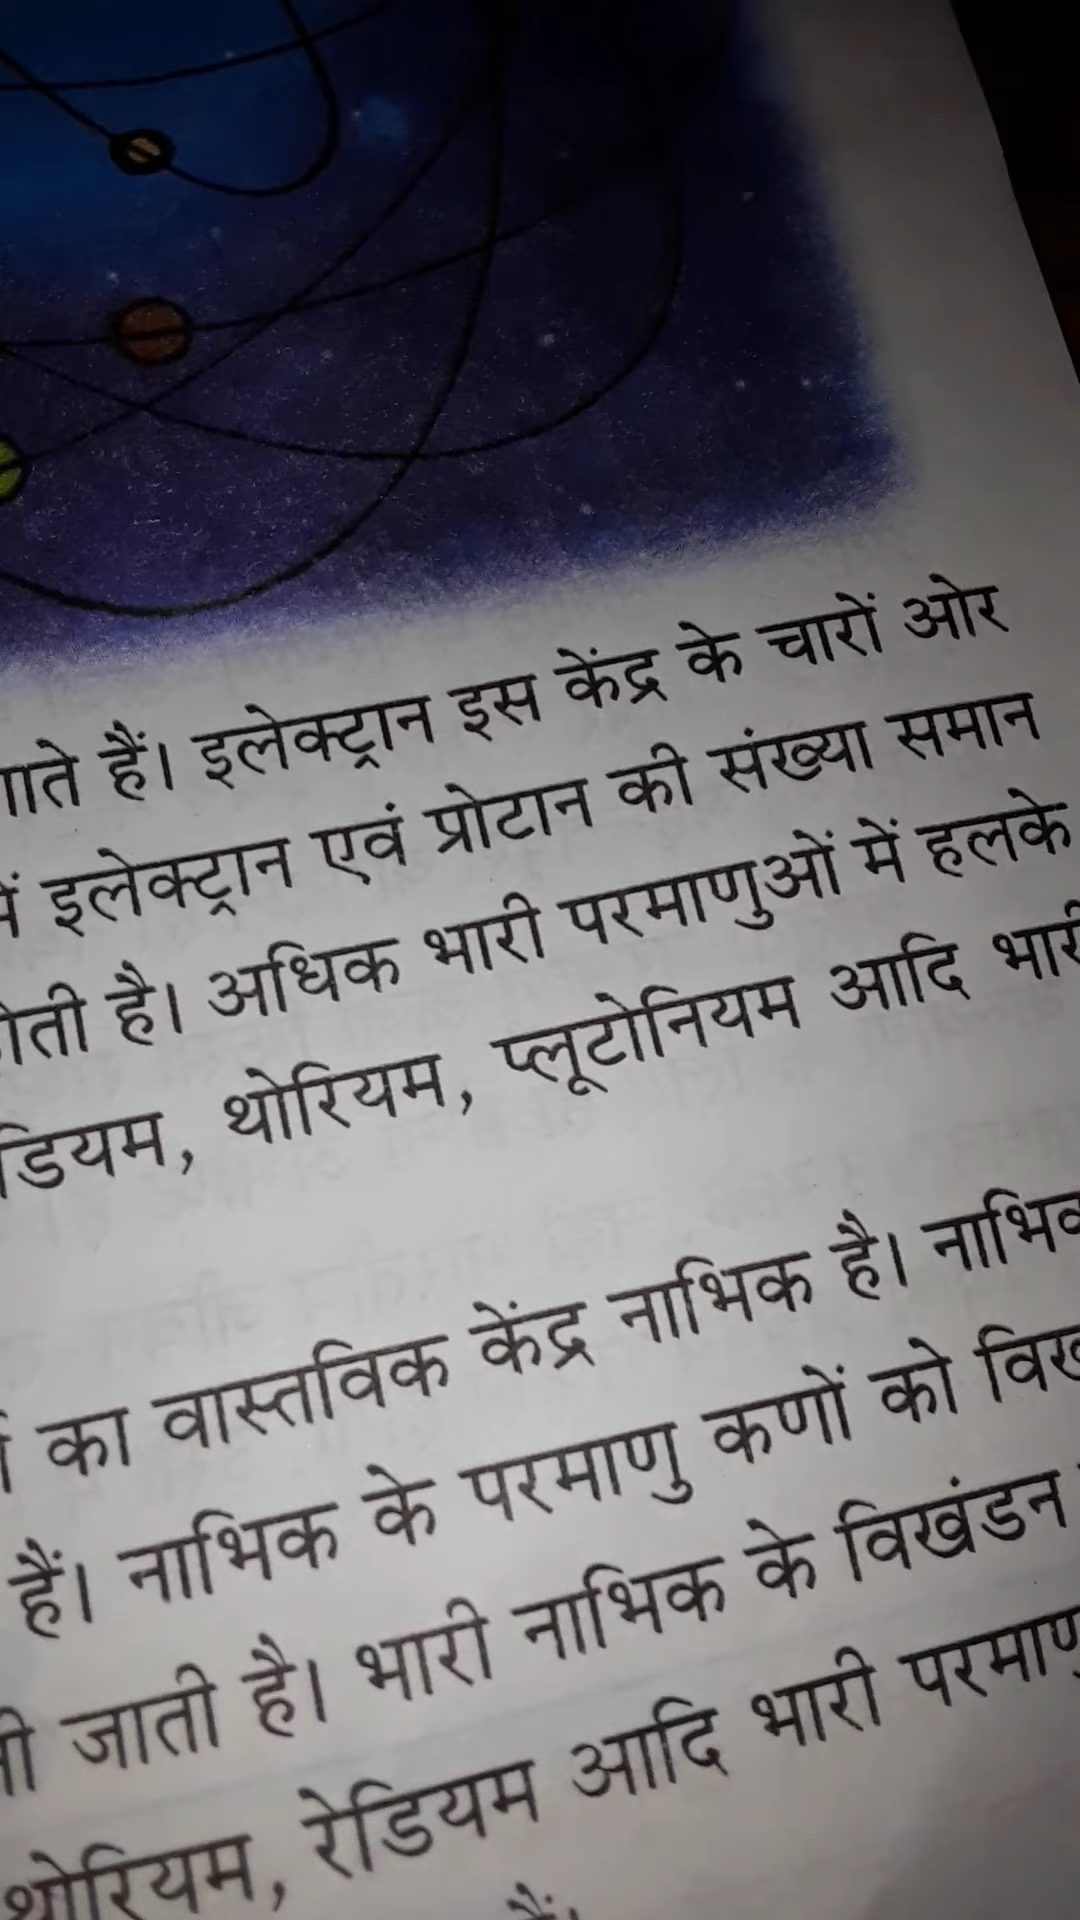 हैं। इलेक्ट्रान इस केंद्र के चारों ओर
इलेक्ट्रान एवं प्रोटान की संख्या समान
है। अधिक भारी परमाणुओं में हलके
थोरियम, प्लूटोनियम आदि
का वास्तविक केंद्र नाभिक है।
हैं। नाभिक के परमाणु कणों को
जाती है। भारी नाभिक के विखंडन
थोरियम, रेडियम आदि भारी
हैं।